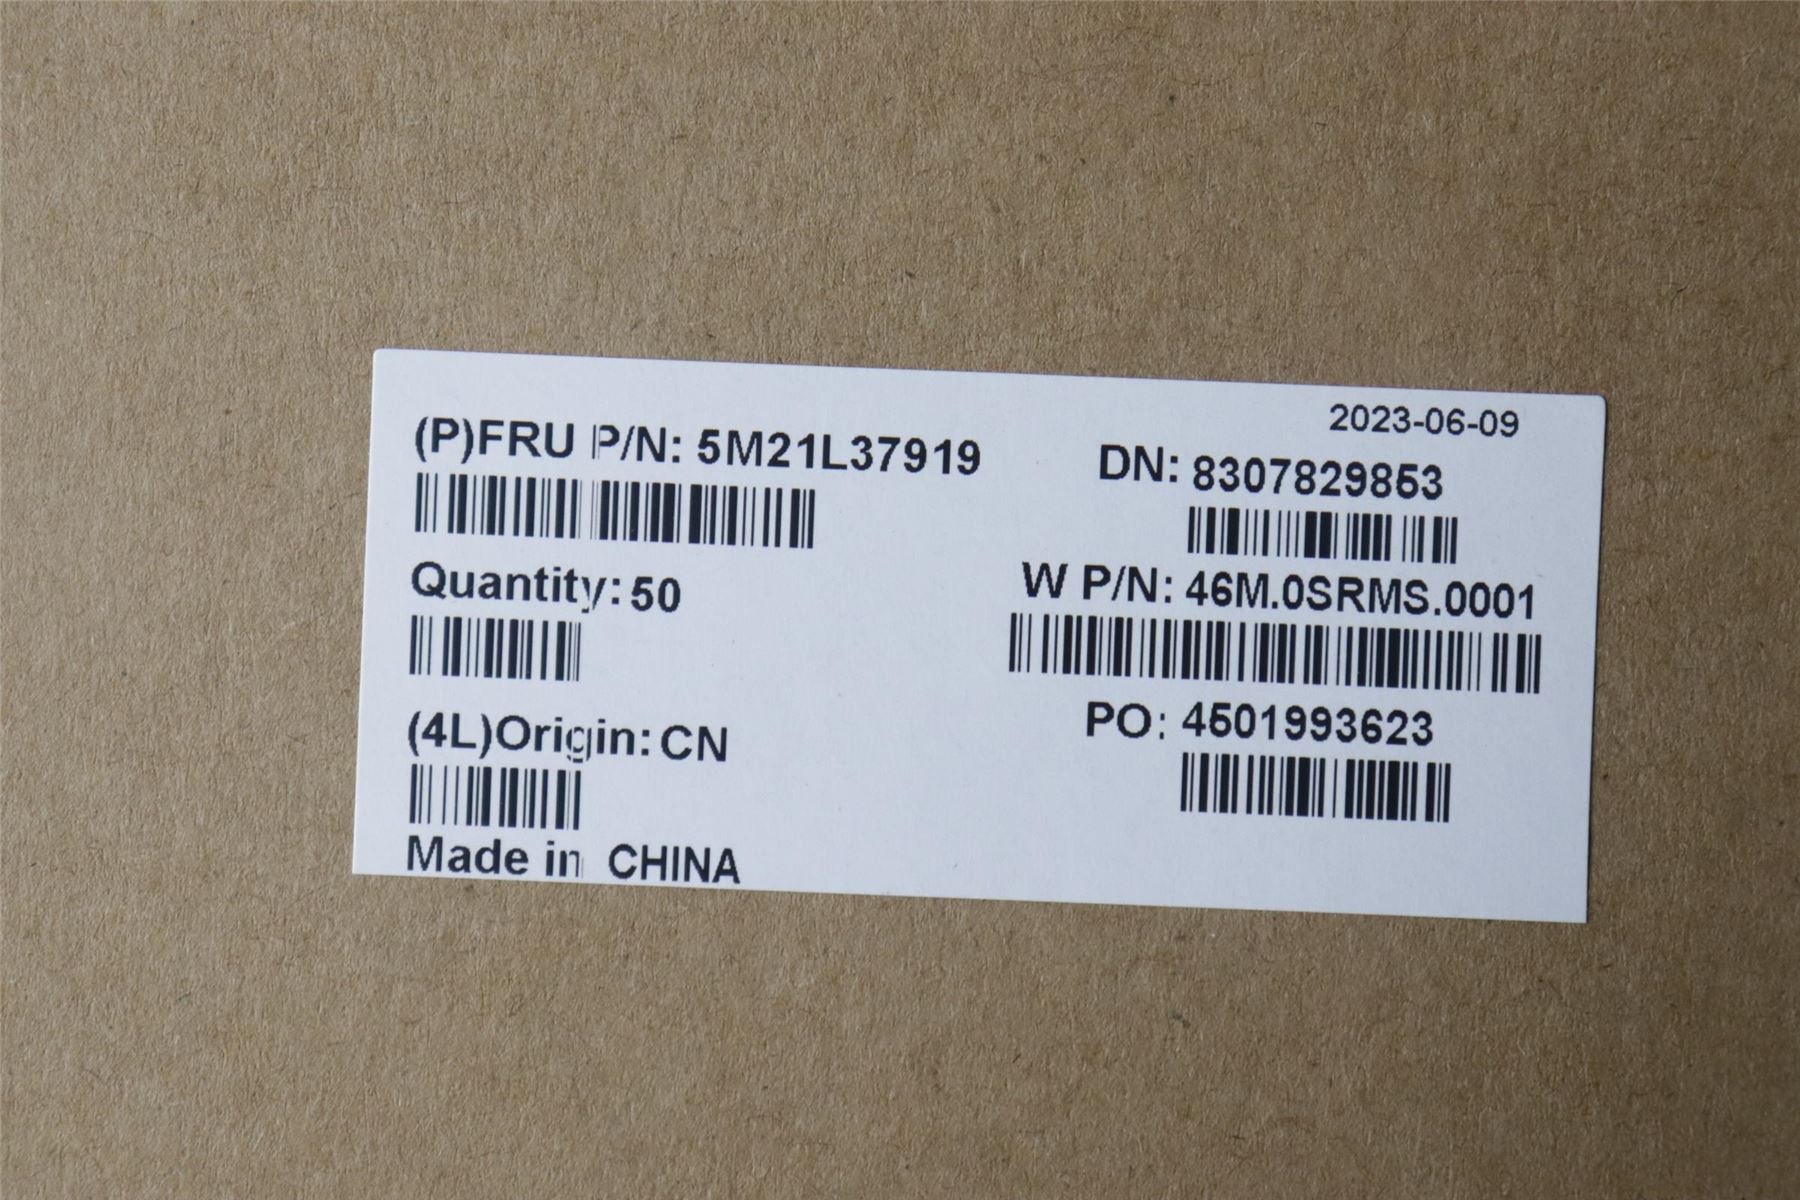 2023-06-09
(P)FRU P/N: 5M21L37919
DN: 8307829853
Quantity: 50
W P/N: 46M.0SRMS.0001
(4L)Origin: CN
PO: 4501993623
Made in CHINA